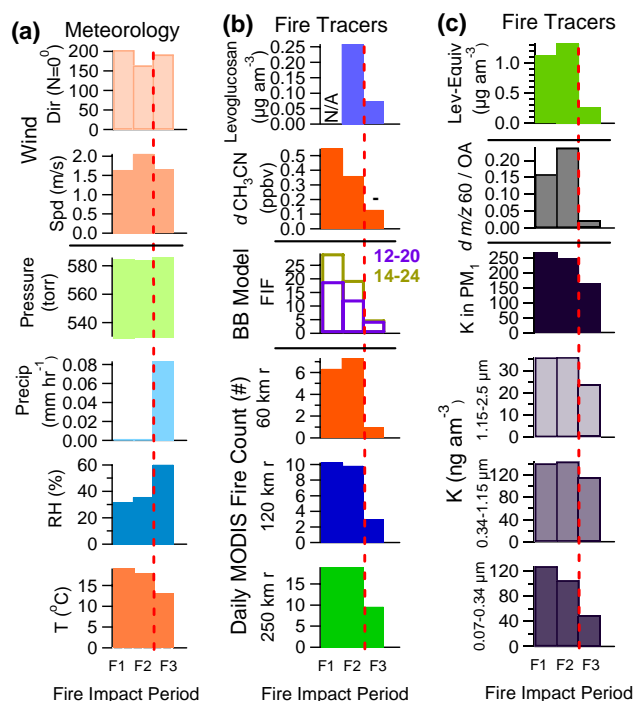 (a) Meteorology
Wind
Dir (N=0°)
200
150
100
50
0
Spd (m/s)
2.0
1.5
1.0
0.5
0.0
Pressure
(torr)
580
560
540
Precip
(mm hr⁻¹)
0.08
0.06
0.04
0.02
0.00
RH (%)
60
40
20
0
T (°C)
15
10
5
0
F1 F2 F3
Fire Impact Period
(b) Fire Tracers
Levoglucosan
(µg am⁻³)
0.25
0.20
0.15
0.10
0.05
0.00
N/A
d CH₃CN
(ppbv)
0.5
0.4
0.3
0.2
0.1
0.0
BB Model
FIF
25
20
15
10
5
0
12-20
14-24
Daily MODIS Fire Count (#)
60 km r
6
4
2
0
120 km r
10
8
6
4
2
0
250 km r
15
10
5
0
F1 F2 F3
Fire Impact Period
(c) Fire Tracers
Lev-Equiv
(µg am⁻³)
1.0
0.5
0.0
d m/z 60 / OA
0.20
0.15
0.10
0.05
0.00
K in PM₁
250
200
150
100
50
0
K (ng am⁻³)
1.15-2.5 µm
30
20
10
0
0.34-1.15 µm
120
80
40
0
0.07-0.34 µm
120
80
40
0
F1 F2 F3
Fire Impact Period